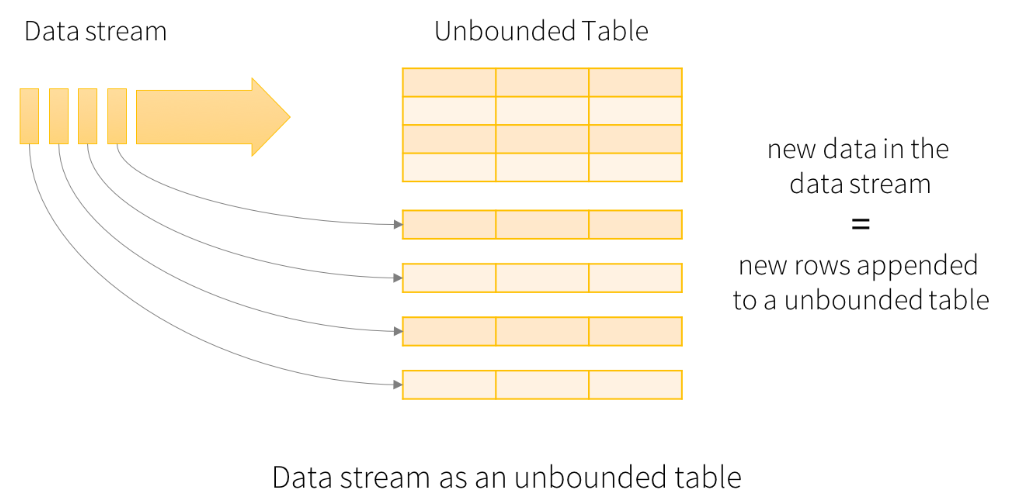 Data stream
Unbounded Table
new data in the
data stream
=
new rows appended
to a unbounded table
Data stream as an unbounded table